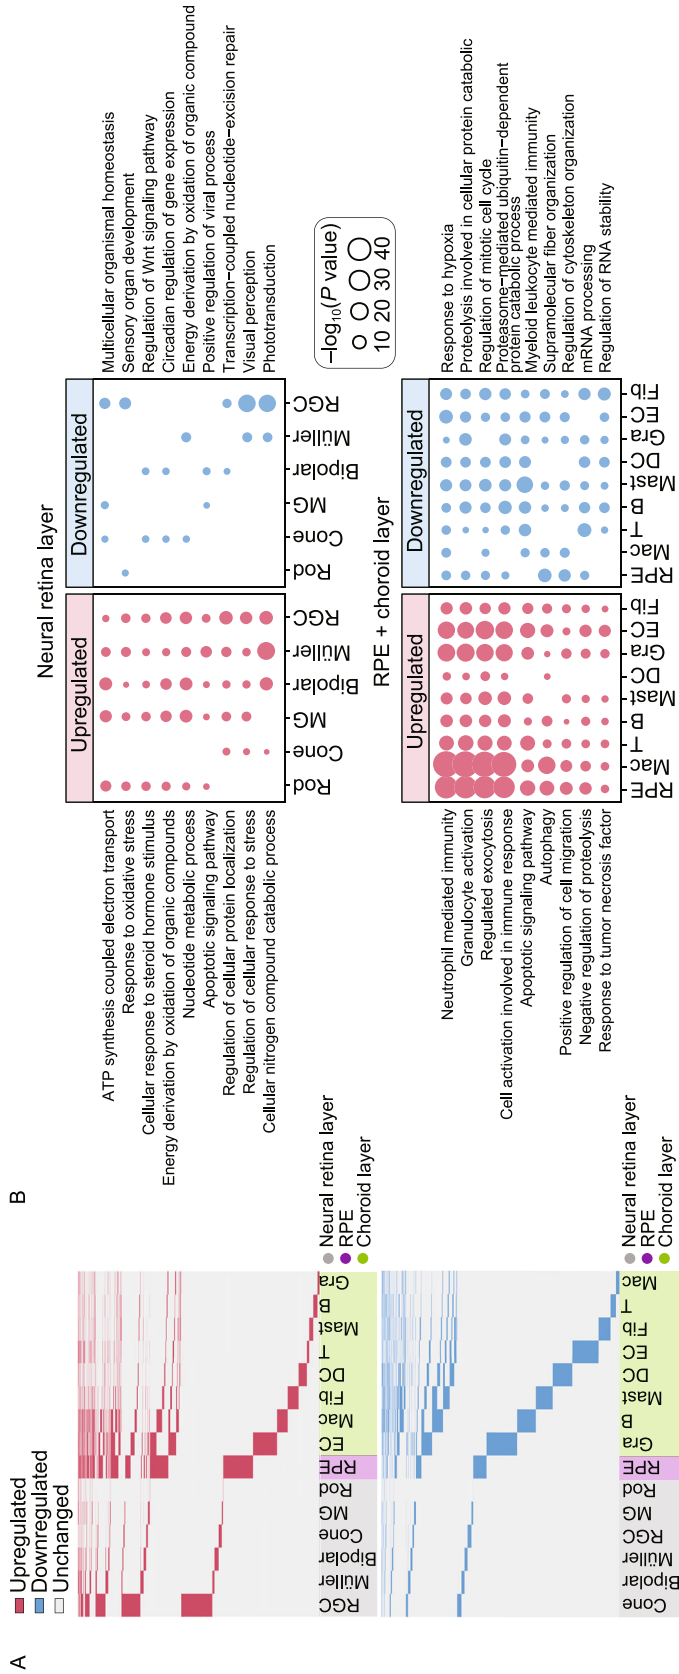 A
Upregulated
Downregulated
Unchanged
RGC
Müller
Bipolar
Cone
MG
Rod
RPE
EC
Mac
Fib
DC
T
Mast
B
Gra
Neural retina layer
RPE
Choroid layer
Cone
Bipolar
Müller
RGC
MG
Rod
RPE
Gra
B
Mast
DC
EC
Fib
T
Mac
Neural retina layer
RPE
Choroid layer
B
Neural retina layer
Upregulated
Downregulated
ATP synthesis coupled electron transport
Response to oxidative stress
Cellular response to steroid hormone stimulus
Energy derivation by oxidation of organic compounds
Nucleotide metabolic process
Apoptotic signaling pathway
Regulation of cellular protein localization
Regulation of cellular response to stress
Cellular nitrogen compound catabolic process
Rod
Cone
MG
Bipolar
Müller
RGC
Rod
Cone
MG
Bipolar
Müller
RGC
Multicellular organismal homeostasis
Sensory organ development
Regulation of Wnt signaling pathway
Circadian regulation of gene expression
Energy derivation by oxidation of organic compound
Positive regulation of viral process
Transcription−coupled nucleotide−excision repair
Visual perception
Phototransduction
−log10(P value)
10 20 30 40
RPE + choroid layer
Upregulated
Downregulated
Neutrophil mediated immunity
Granulocyte activation
Regulated exocytosis
Cell activation involved in immune response
Apoptotic signaling pathway
Autophagy
Positive regulation of cell migration
Negative regulation of proteolysis
Response to tumor necrosis factor
RPE
Mac
T
B
Mast
DC
Gra
EC
Fib
RPE
Mac
T
B
Mast
DC
Gra
EC
Fib
Response to hypoxia
Proteolysis involved in cellular protein catabolic
Regulation of mitotic cell cycle
Proteasome−mediated ubiquitin−dependent
protein catabolic process
Myeloid leukocyte mediated immunity
Supramolecular fiber organization
Regulation of cytoskeleton organization
mRNA processing
Regulation of RNA stability